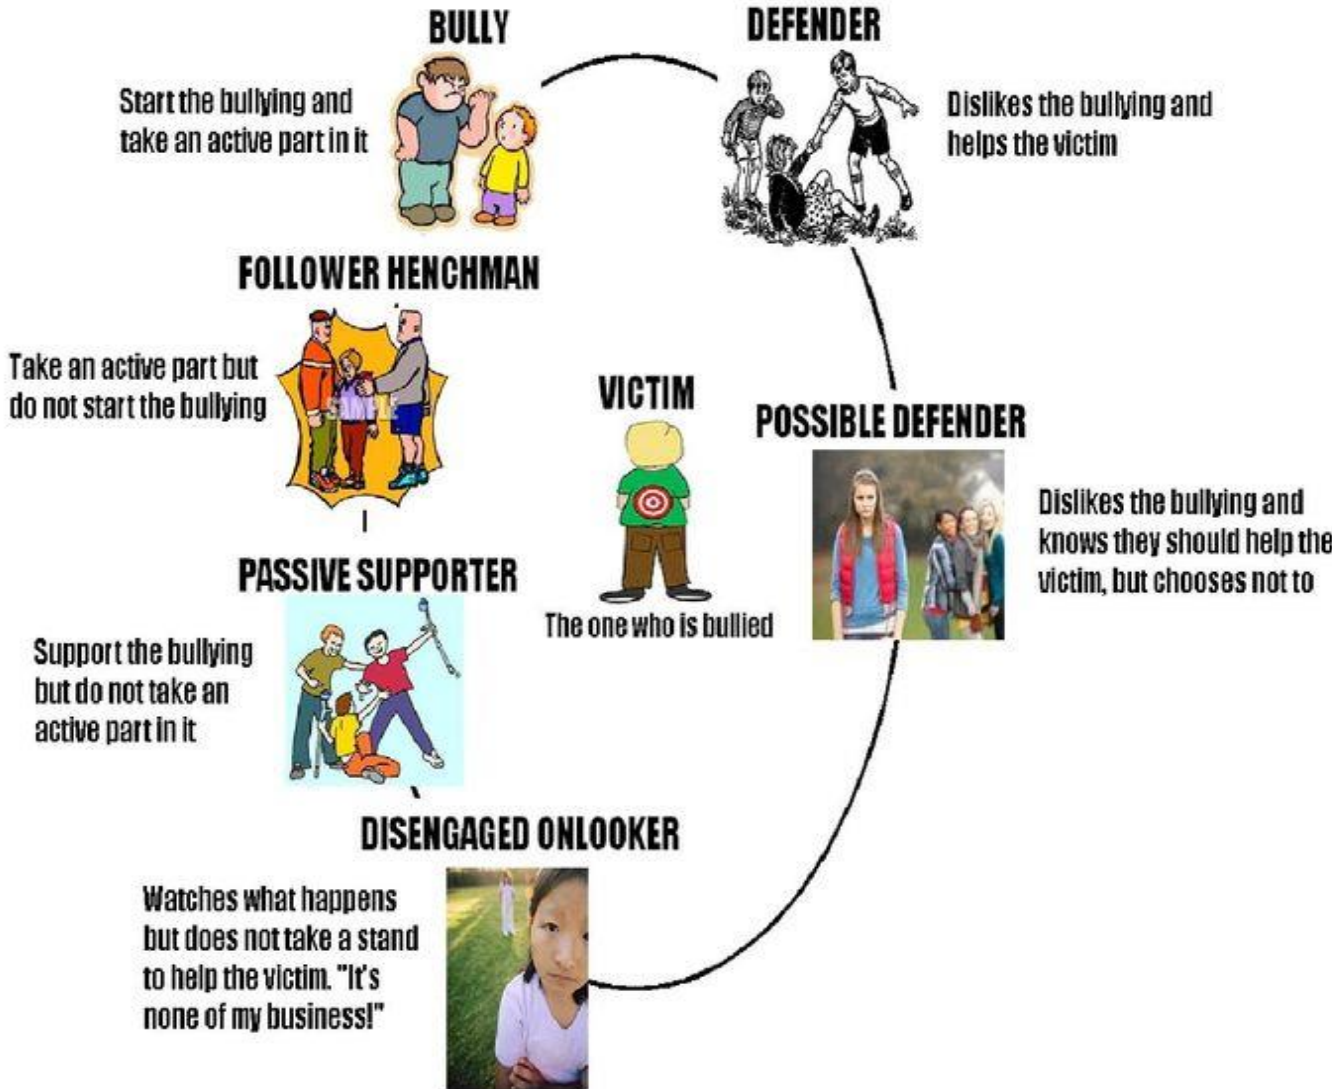 BULLY
Start the bullying and
take an active part in it
DEFENDER
Dislikes the bullying and
helps the victim
FOLLOWER HENCHMAN
Take an active part but
do not start the bullying
VICTIM
The one who is bullied
POSSIBLE DEFENDER
Dislikes the bullying and
knows they should help the
victim, but chooses not to
PASSIVE SUPPORTER
Support the bullying
but do not take an
active part in it
DISENGAGED ONLOOKER
Watches what happens
but does not take a stand
to help the victim. "It's
none of my business!"